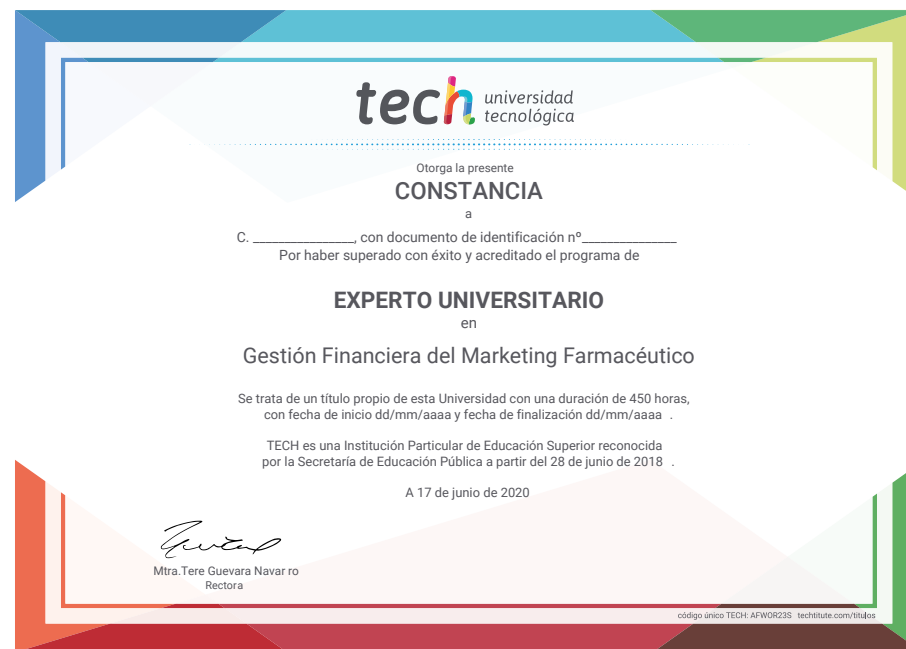 tech universidad
tecnológica
Otorga la presente
CONSTANCIA
a
C. ________________, con documento de identificación nº_______________
Por haber superado con éxito y acreditado el programa de
EXPERTO UNIVERSITARIO
en
Gestión Financiera del Marketing Farmacéutico
Se trata de un título propio de esta Universidad con una duración de 450 horas,
con fecha de inicio dd/mm/aaaa y fecha de finalización dd/mm/aaaa .
TECH es una Institución Particular de Educación Superior reconocida
por la Secretaría de Educación Pública a partir del 28 de junio de 2018 .
A 17 de junio de 2020
Mtra.Tere Guevara Navar ro
Rectora
código único TECH: AFWOR23S techtitute.com/titulos